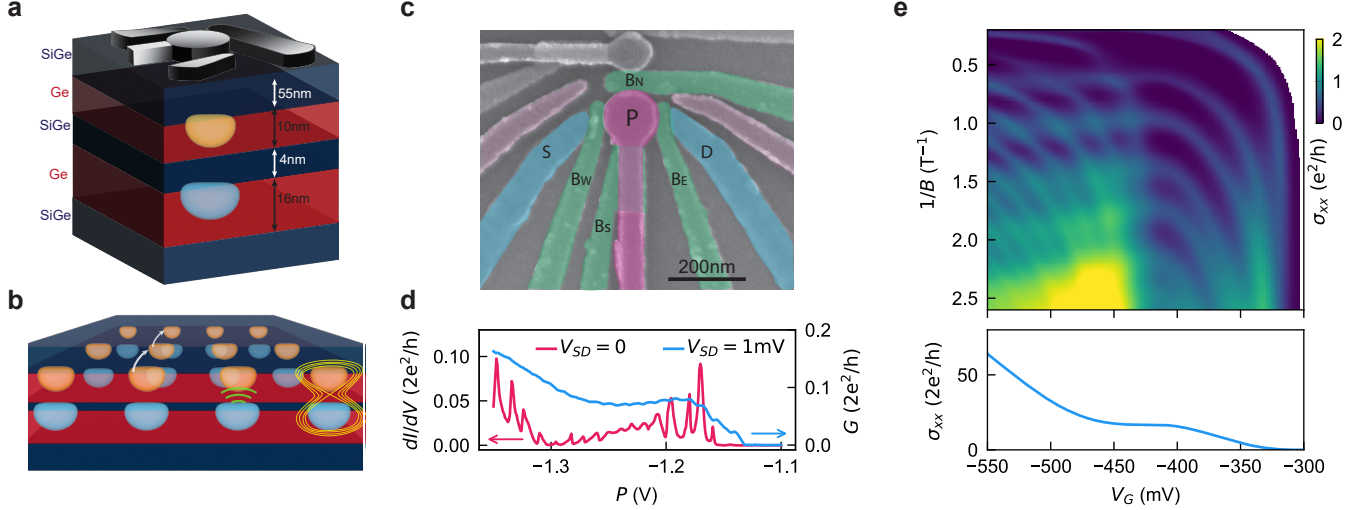 a
SiGe
Ge
SiGe
Ge
SiGe
55nm
10nm
4nm
16nm
b
c
BN
P
S
D
BW
BE
BS
200nm
d
VSD = 0
VSD = 1mV
dI/dV (2e²/h)
0.10
0.05
0.00
G (2e²/h)
0.2
0.1
0.0
−1.3
−1.2
−1.1
P (V)
e
1/B (T⁻¹)
0.5
1.0
1.5
2.0
2.5
2
1
0
σxx (e²/h)
σxx (2e²/h)
50
0
−550
−500
−450
−400
−350
−300
VG (mV)